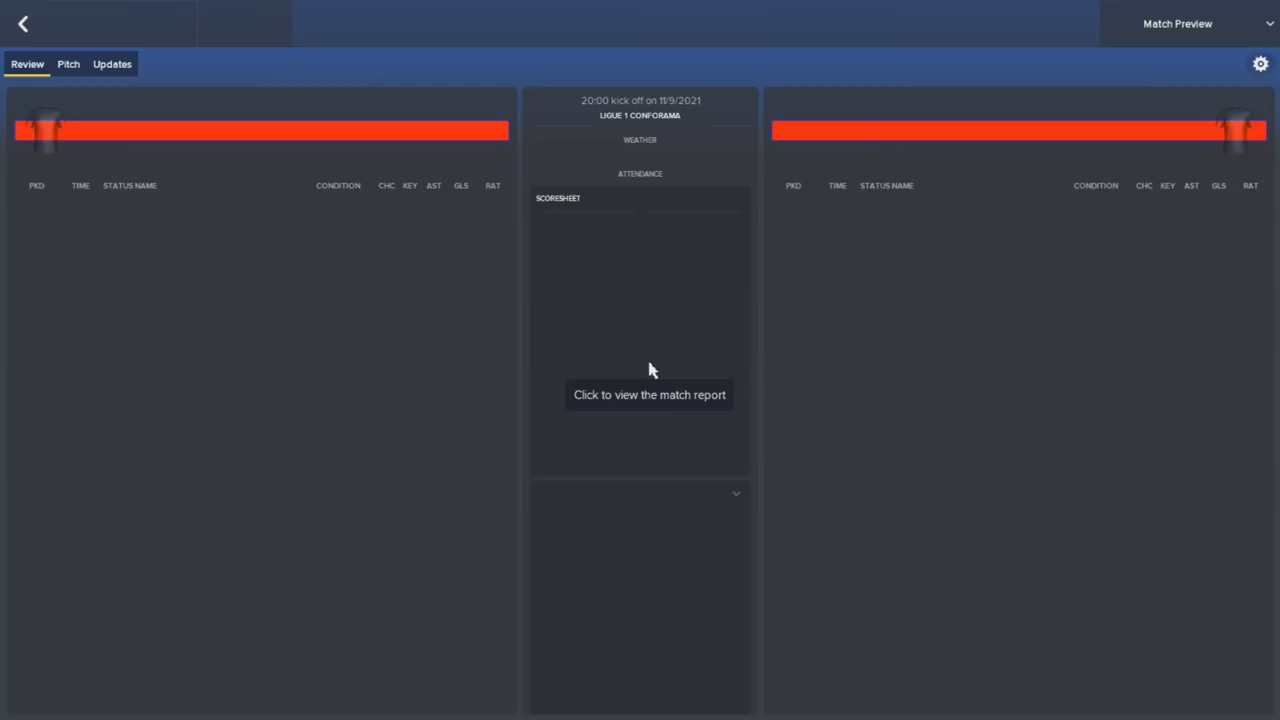 Match Preview
Review Pitch Updates
20:00 kick off on 11/9/2021
LIGUE 1 CONFORAMA
WEATHER
ATTENDANCE
PKD TIME STATUS NAME CONDITION CHC KEY AST GLS RAT
SCORESHEET
Click to view the match report
PKD TIME STATUS NAME CONDITION CHC KEY AST GLS RAT